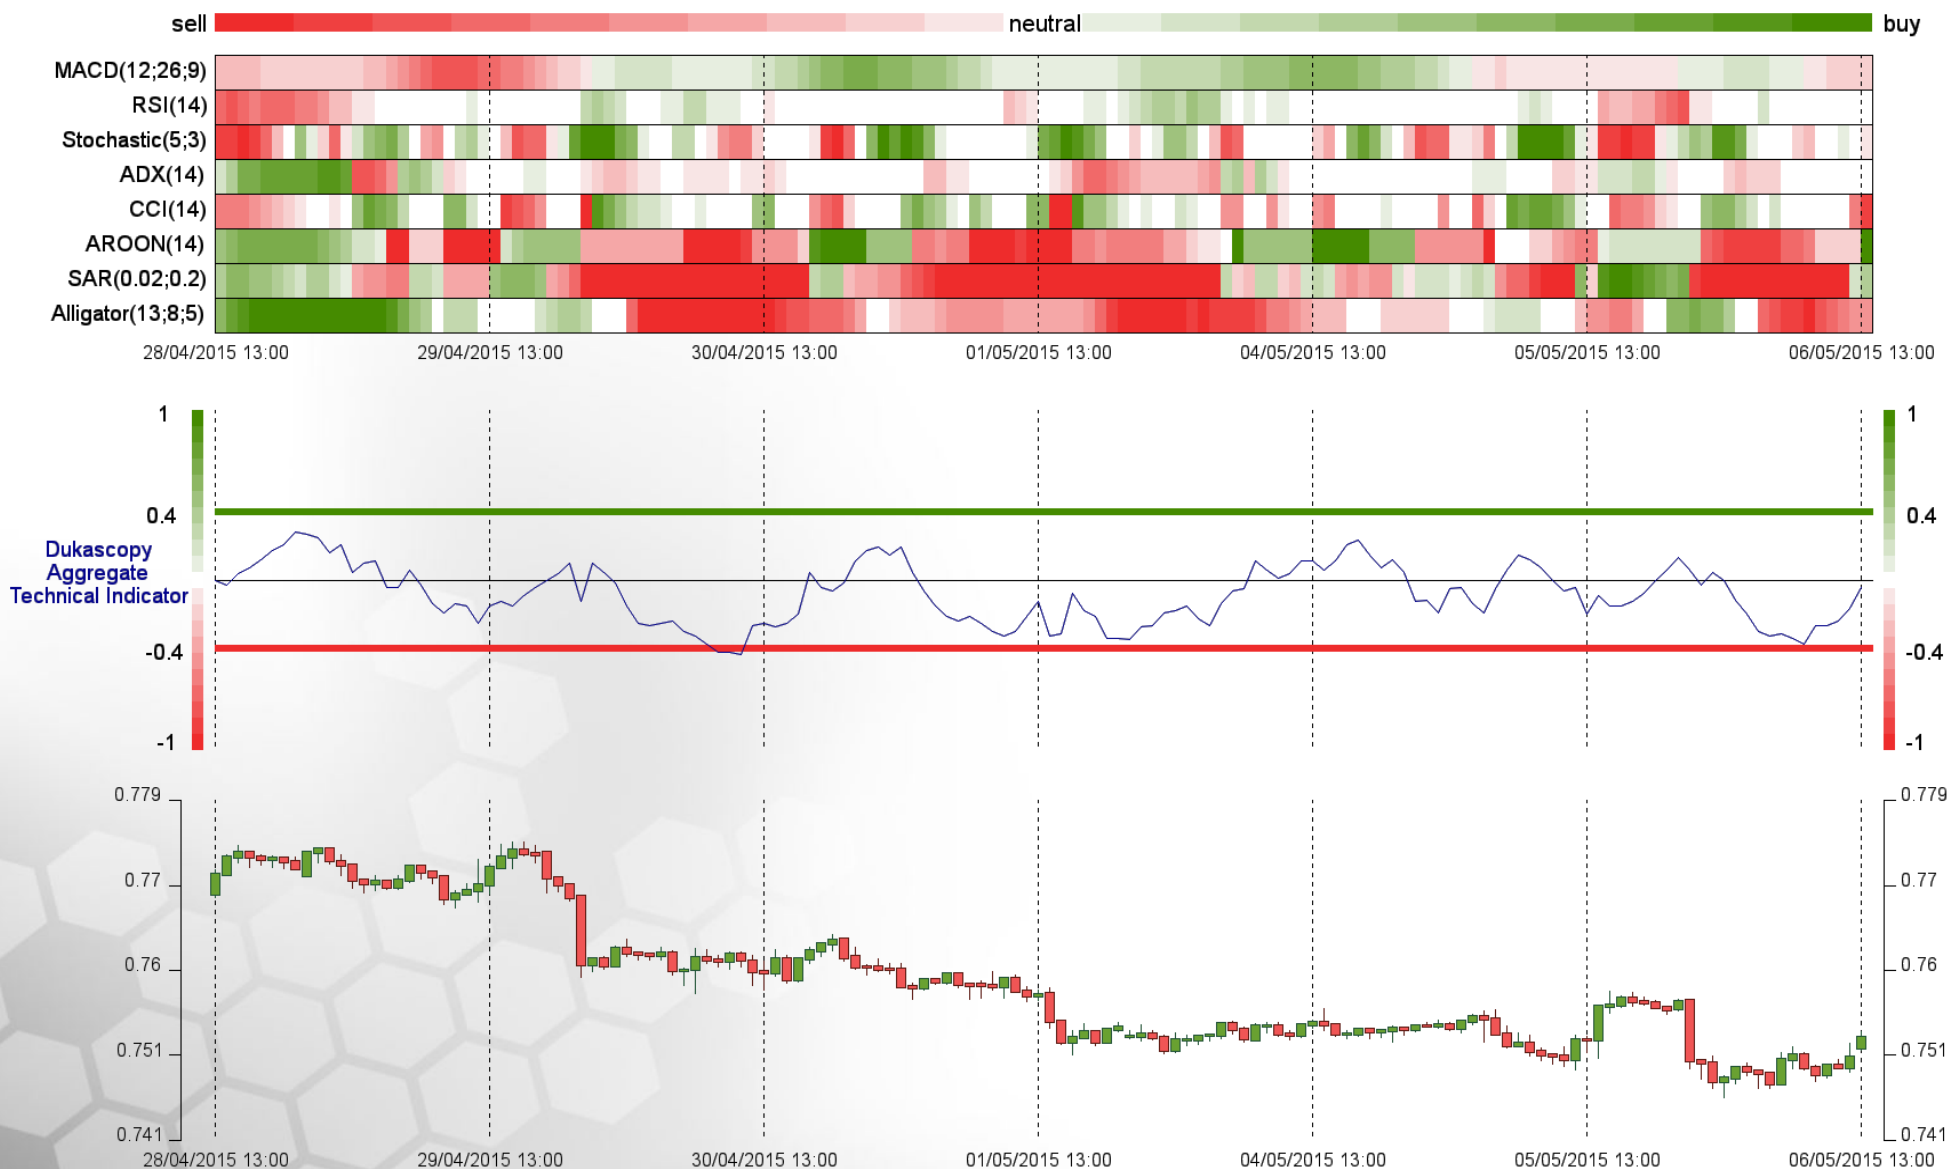 sell neutral buy
MACD(12;26;9)
RSI(14)
Stochastic(5;3)
ADX(14)
CCI(14)
AROON(14)
SAR(0.02;0.2)
Alligator(13;8;5)
28/04/2015 13:00 29/04/2015 13:00 30/04/2015 13:00 01/05/2015 13:00 04/05/2015 13:00 05/05/2015 13:00 06/05/2015 13:00
1 1
0.4 0.4
Dukascopy
Aggregate
Technical Indicator
-0.4 -0.4
-1 -1
0.779 0.779
0.77 0.77
0.76 0.76
0.751 0.751
0.741 0.741
28/04/2015 13:00 29/04/2015 13:00 30/04/2015 13:00 01/05/2015 13:00 04/05/2015 13:00 05/05/2015 13:00 06/05/2015 13:00